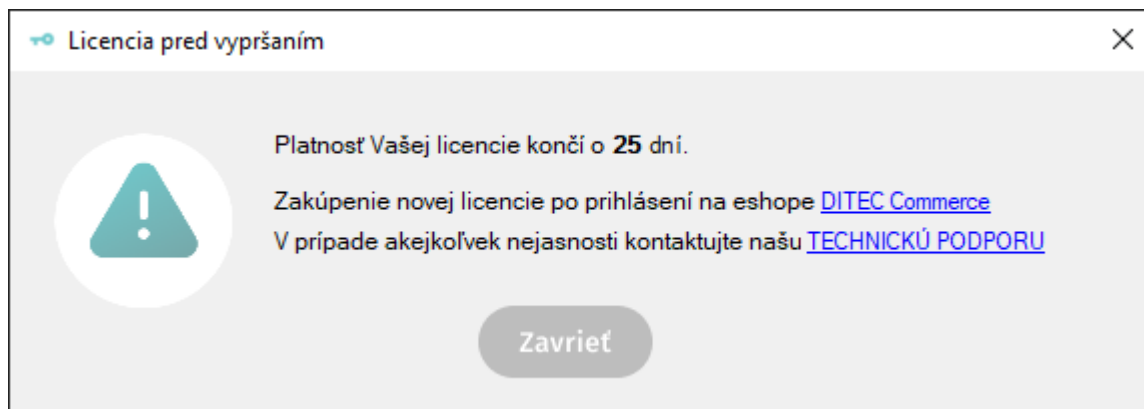 Licencia pred vypršaním
Platnosť Vašej licencie končí o 25 dní.
Zakúpenie novej licencie po prihlásení na eshope DITEC Commerce
V prípade akejkoľvek nejasnosti kontaktujte našu TECHNICKÚ PODPORU
Zavrieť